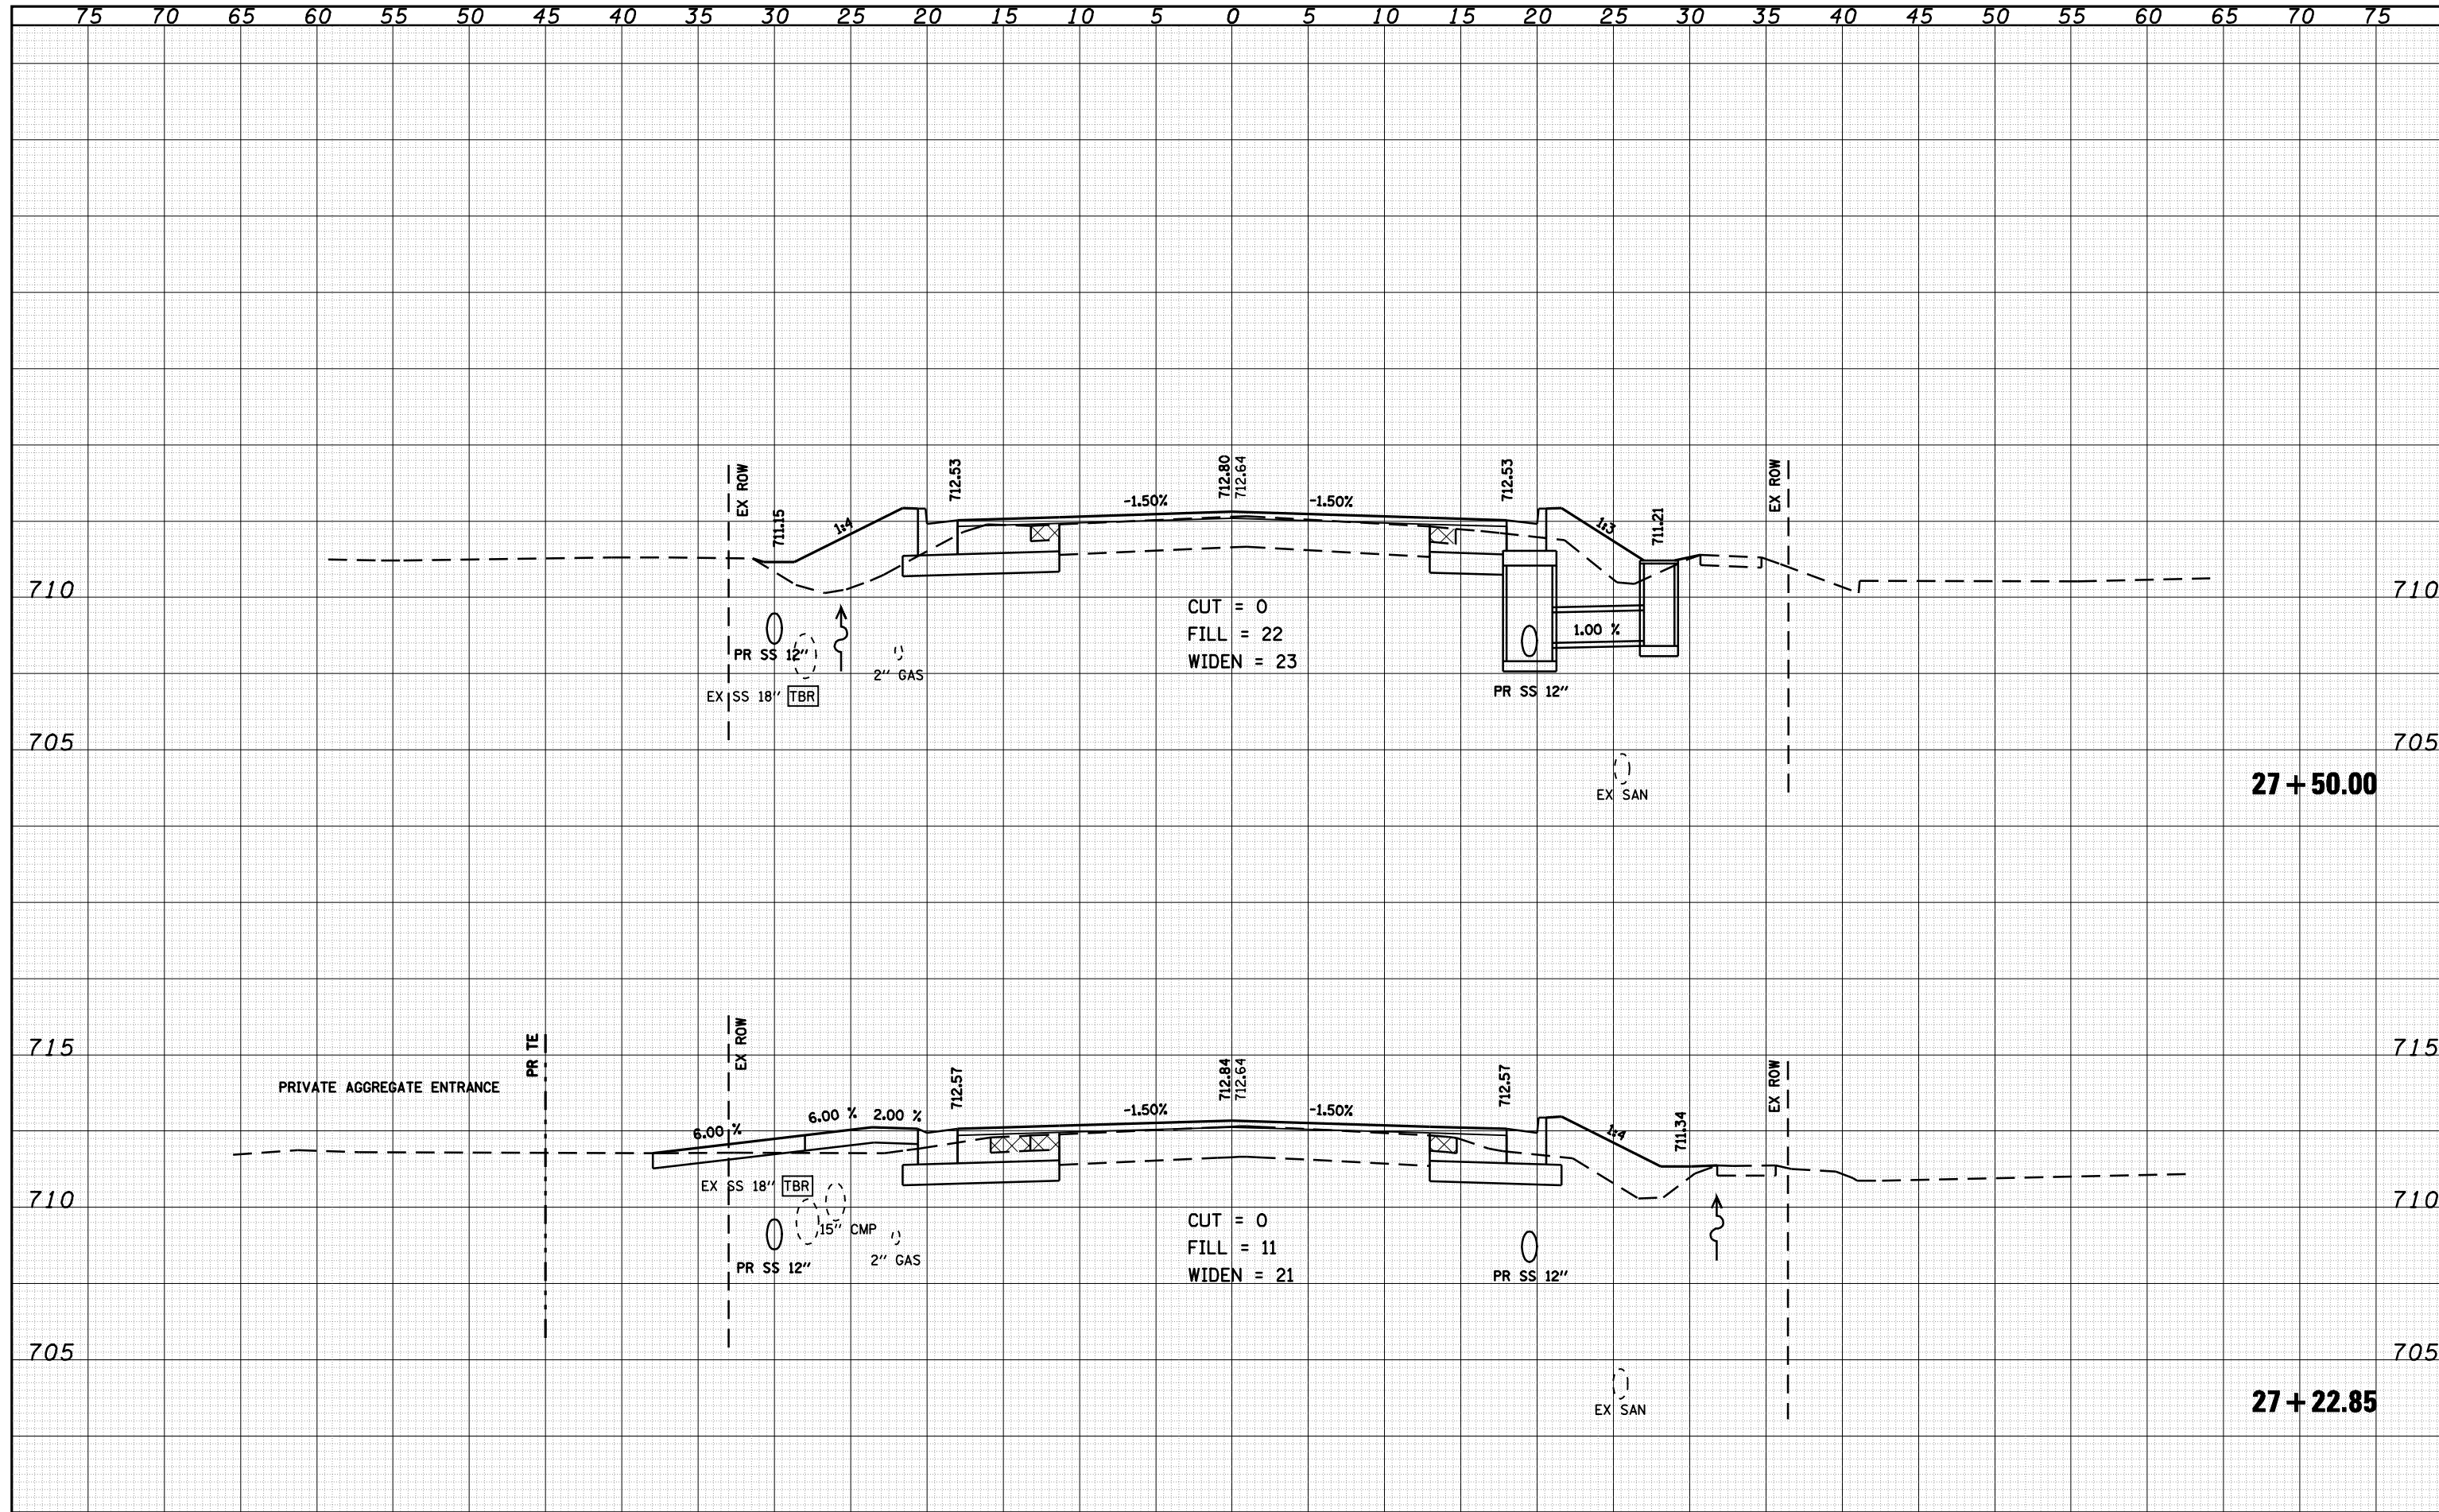 75 70 65 60 55 50 45 40 35 30 25 20 15 10 5 0 5 10 15 20 25 30 35 40 45 50 55 60 65 70 75
EX ROW
711.15
1:4
712.53
-1.50%
712.80
712.64
-1.50%
712.53
1:3
711.21
EX ROW
710
710
CUT = 0
FILL = 22
WIDEN = 23
1.00 %
PR SS 12"
2" GAS
EX SS 18" TBR
PR SS 12"
705
705
EX SAN
27+50.00
715
715
PR TE
EX ROW
PRIVATE AGGREGATE ENTRANCE
6.00 %
6.00 %
2.00 %
712.57
-1.50%
712.84
712.64
-1.50%
712.57
1:4
711.34
EX ROW
EX SS 18" TBR
710
710
15" CMP
PR SS 12"
2" GAS
CUT = 0
FILL = 11
WIDEN = 21
PR SS 12"
705
705
EX SAN
27+22.85